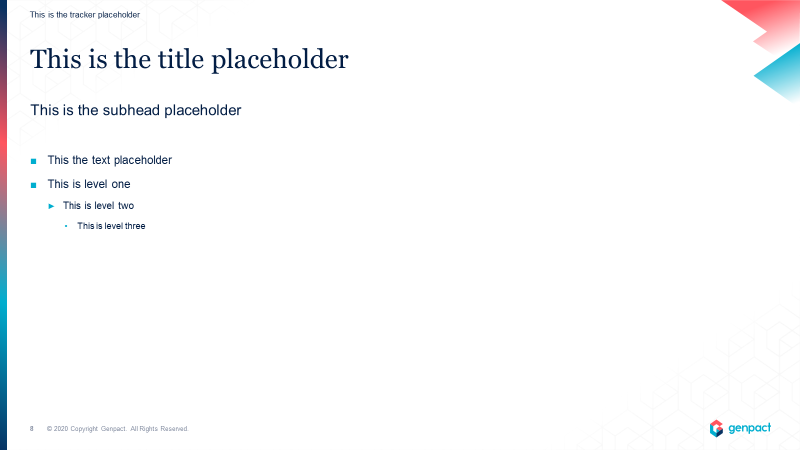 This is the tracker placeholder
This is the title placeholder
This is the subhead placeholder
■ This the text placeholder
■ This is level one
► This is level two
• This is level three
8 © 2020 Copyright Genpact. All Rights Reserved.
genpact